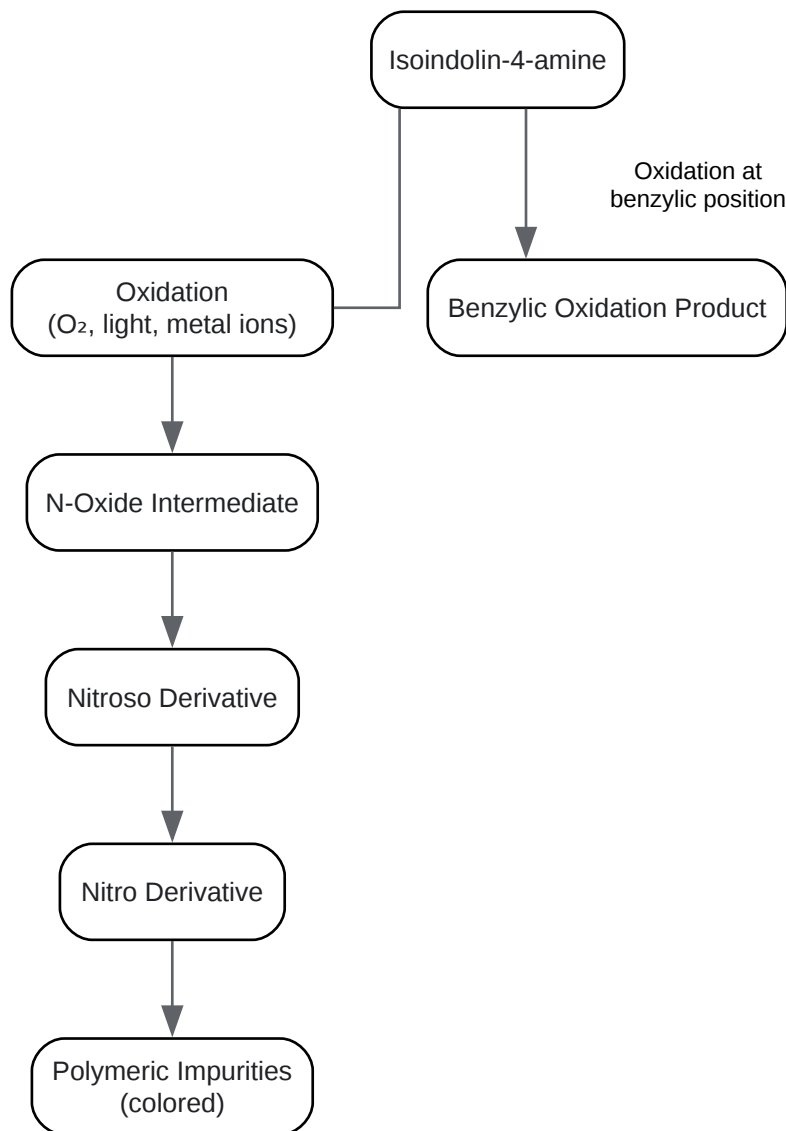 Isoindolin-4-amine
Oxidation at
benzylic position
Oxidation
(O₂, light, metal ions)
Benzylic Oxidation Product
N-Oxide Intermediate
Nitroso Derivative
Nitro Derivative
Polymeric Impurities
(colored)